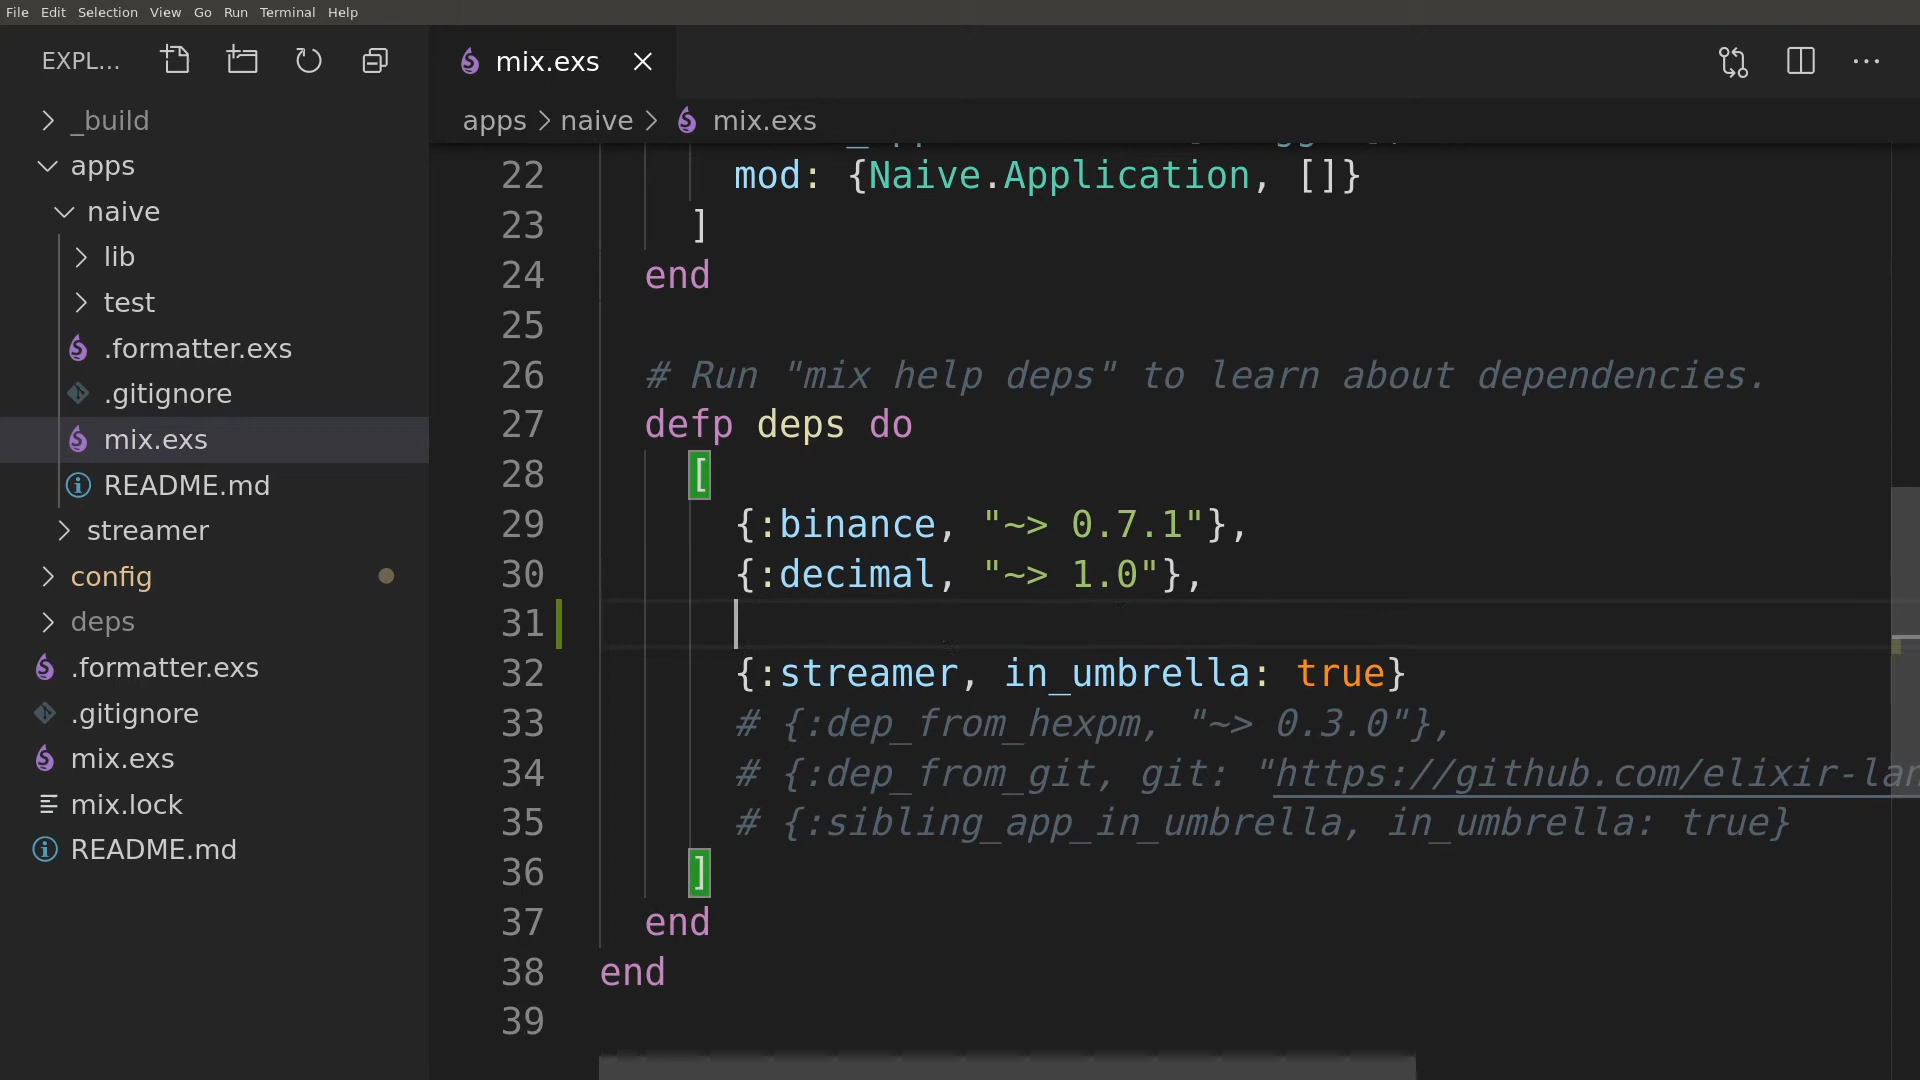 File Edit Selection View Go Run Terminal Help
EXPL...
mix.exs
_build
apps
naive
lib
test
.formatter.exs
.gitignore
mix.exs
README.md
streamer
config
deps
.formatter.exs
.gitignore
mix.exs
mix.lock
README.md
apps > naive > mix.exs
22 mod: {Naive.Application, []}
23 ]
24 end
25
26 # Run "mix help deps" to learn about dependencies.
27 defp deps do
28 [
29 {:binance, "~> 0.7.1"},
30 {:decimal, "~> 1.0"},
31
32 {:streamer, in_umbrella: true}
33 # {:dep_from_hexpm, "~> 0.3.0"},
34 # {:dep_from_git, git: "https://github.com/elixir-lan
35 # {:sibling_app_in_umbrella, in_umbrella: true}
36 ]
37 end
38 end
39